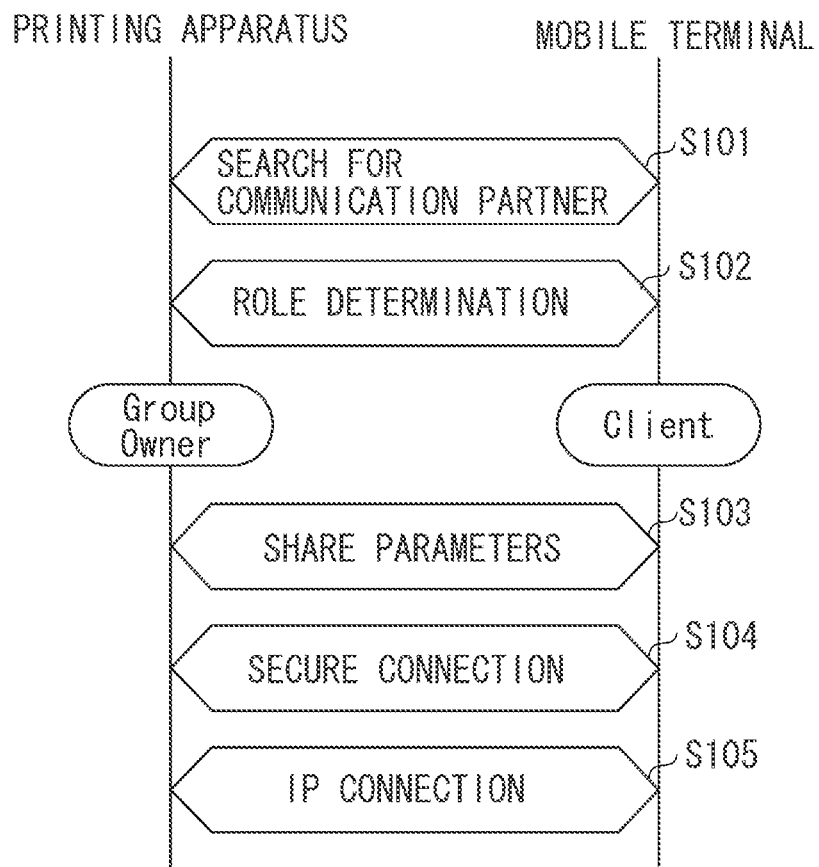 PRINTING APPARATUS
MOBILE TERMINAL
SEARCH FOR
COMMUNICATION PARTNER
S101
ROLE DETERMINATION
S102
Group
Owner
Client
SHARE PARAMETERS
S103
SECURE CONNECTION
S104
IP CONNECTION
S105